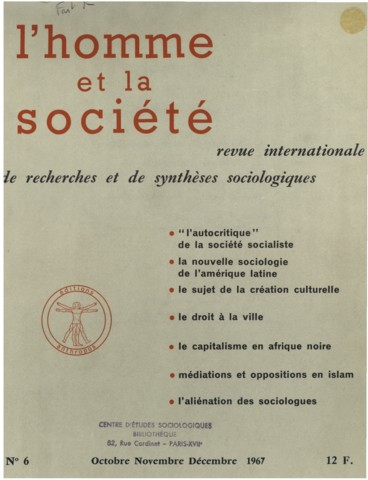 l'homme
et la
société
revue internationale
de recherches et de synthèses sociologiques
• "l'autocritique"
de la société socialiste
• la nouvelle sociologie
de l'amérique latine
• le sujet de la création culturelle
• le droit à la ville
• le capitalisme en afrique noire
• médiations et oppositions en islam
• l'aliénation des sociologues
éditions
anthropos
CENTRE D'ÉTUDES SOCIOLOGIQUES
BIBLIOTHÈQUE
82, Rue Cardinet - PARIS-XVIIe
N° 6 Octobre Novembre Décembre 1967 12 F.